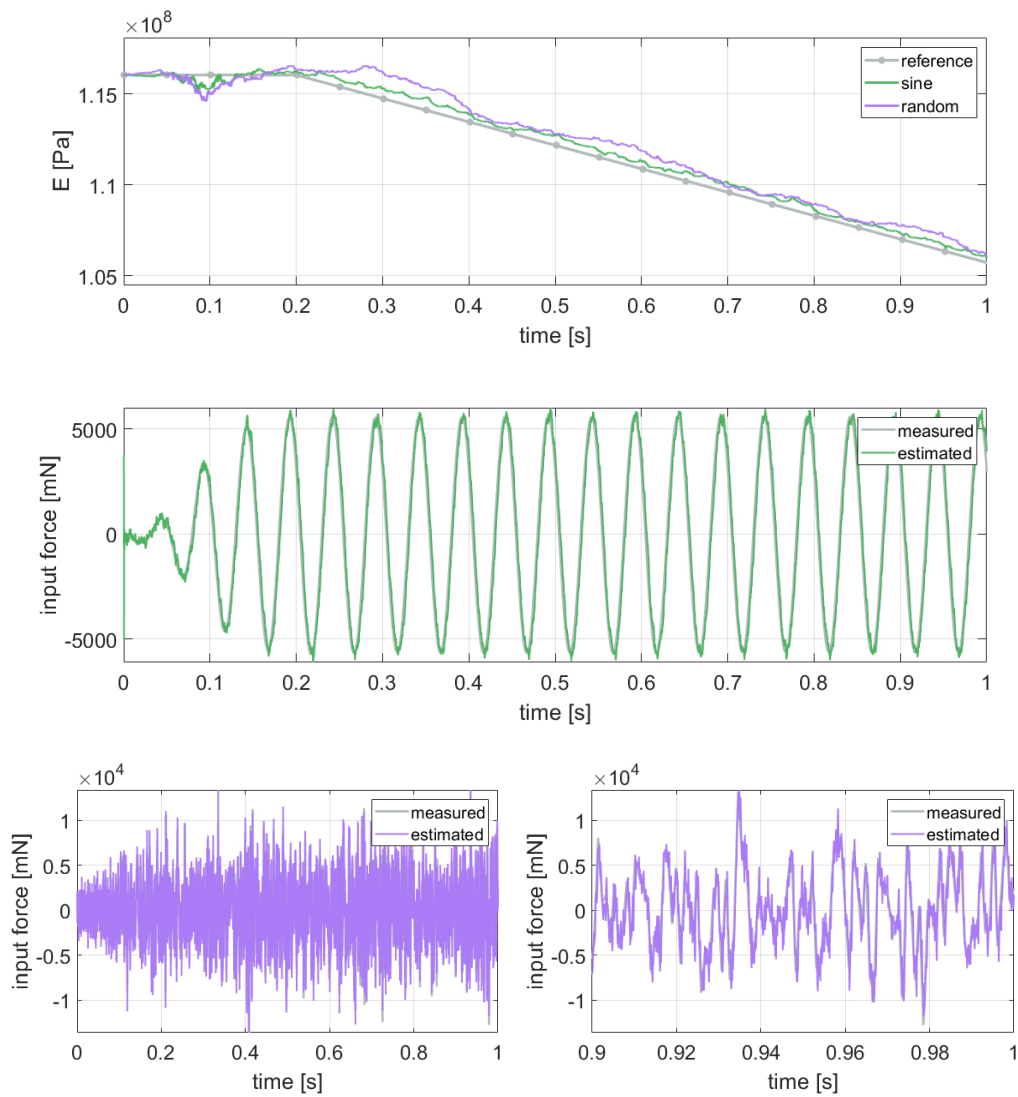 ×10^8
reference
sine
random
1.15
1.1
1.05
E [Pa]
0 0.1 0.2 0.3 0.4 0.5 0.6 0.7 0.8 0.9 1
time [s]
measured
estimated
5000
0
-5000
input force [mN]
0 0.1 0.2 0.3 0.4 0.5 0.6 0.7 0.8 0.9 1
time [s]
×10^4
measured
estimated
1
0.5
0
-0.5
-1
input force [mN]
0 0.2 0.4 0.6 0.8 1
time [s]
×10^4
measured
estimated
1
0.5
0
-0.5
-1
input force [mN]
0.9 0.92 0.94 0.96 0.98 1
time [s]